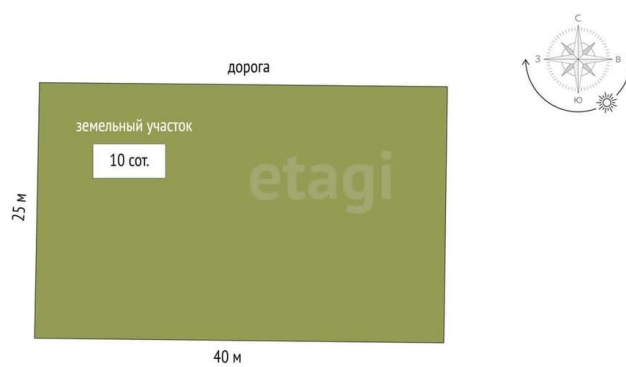 С
дорога
З
В
Ю
земельный участок
10 сот.
etagi
25 м
40 м